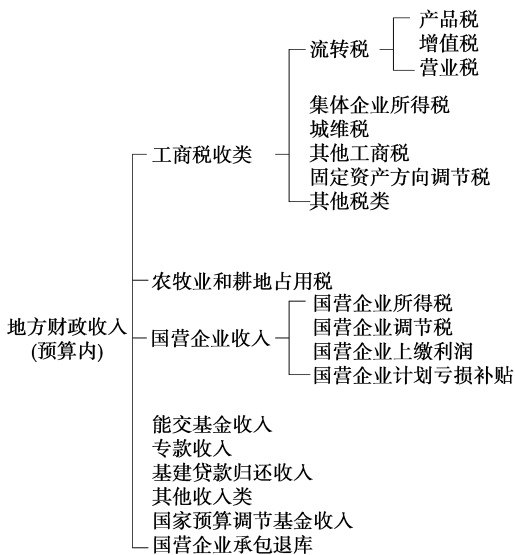 产品税
流转税
增值税
营业税
集体企业所得税
城维税
工商税收类
其他工商税
固定资产方向调节税
其他税类
农牧业和耕地占用税
国营企业所得税
地方财政收入
(预算内)
国营企业收入
国营企业调节税
国营企业上缴利润
国营企业计划亏损补贴
能交基金收入
专款收入
基建贷款归还收入
其他收入类
国家预算调节基金收入
国营企业承包退库